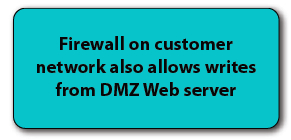 Firewall on customer
network also allows writes
from DMZ Web server